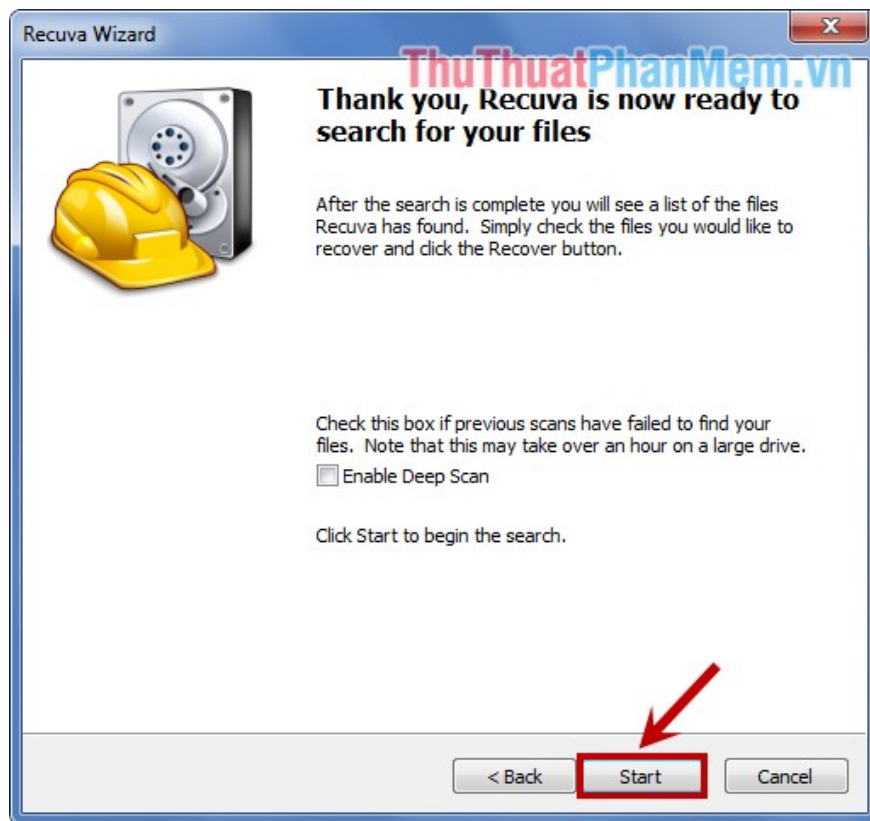 Recuva Wizard
ThuThuatPhanMem.vn
Thank you, Recuva is now ready to
search for your files
After the search is complete you will see a list of the files
Recuva has found.  Simply check the files you would like to
recover and click the Recover button.
Check this box if previous scans have failed to find your
files.  Note that this may take over an hour on a large drive.
Enable Deep Scan
Click Start to begin the search.
< Back
Start
Cancel